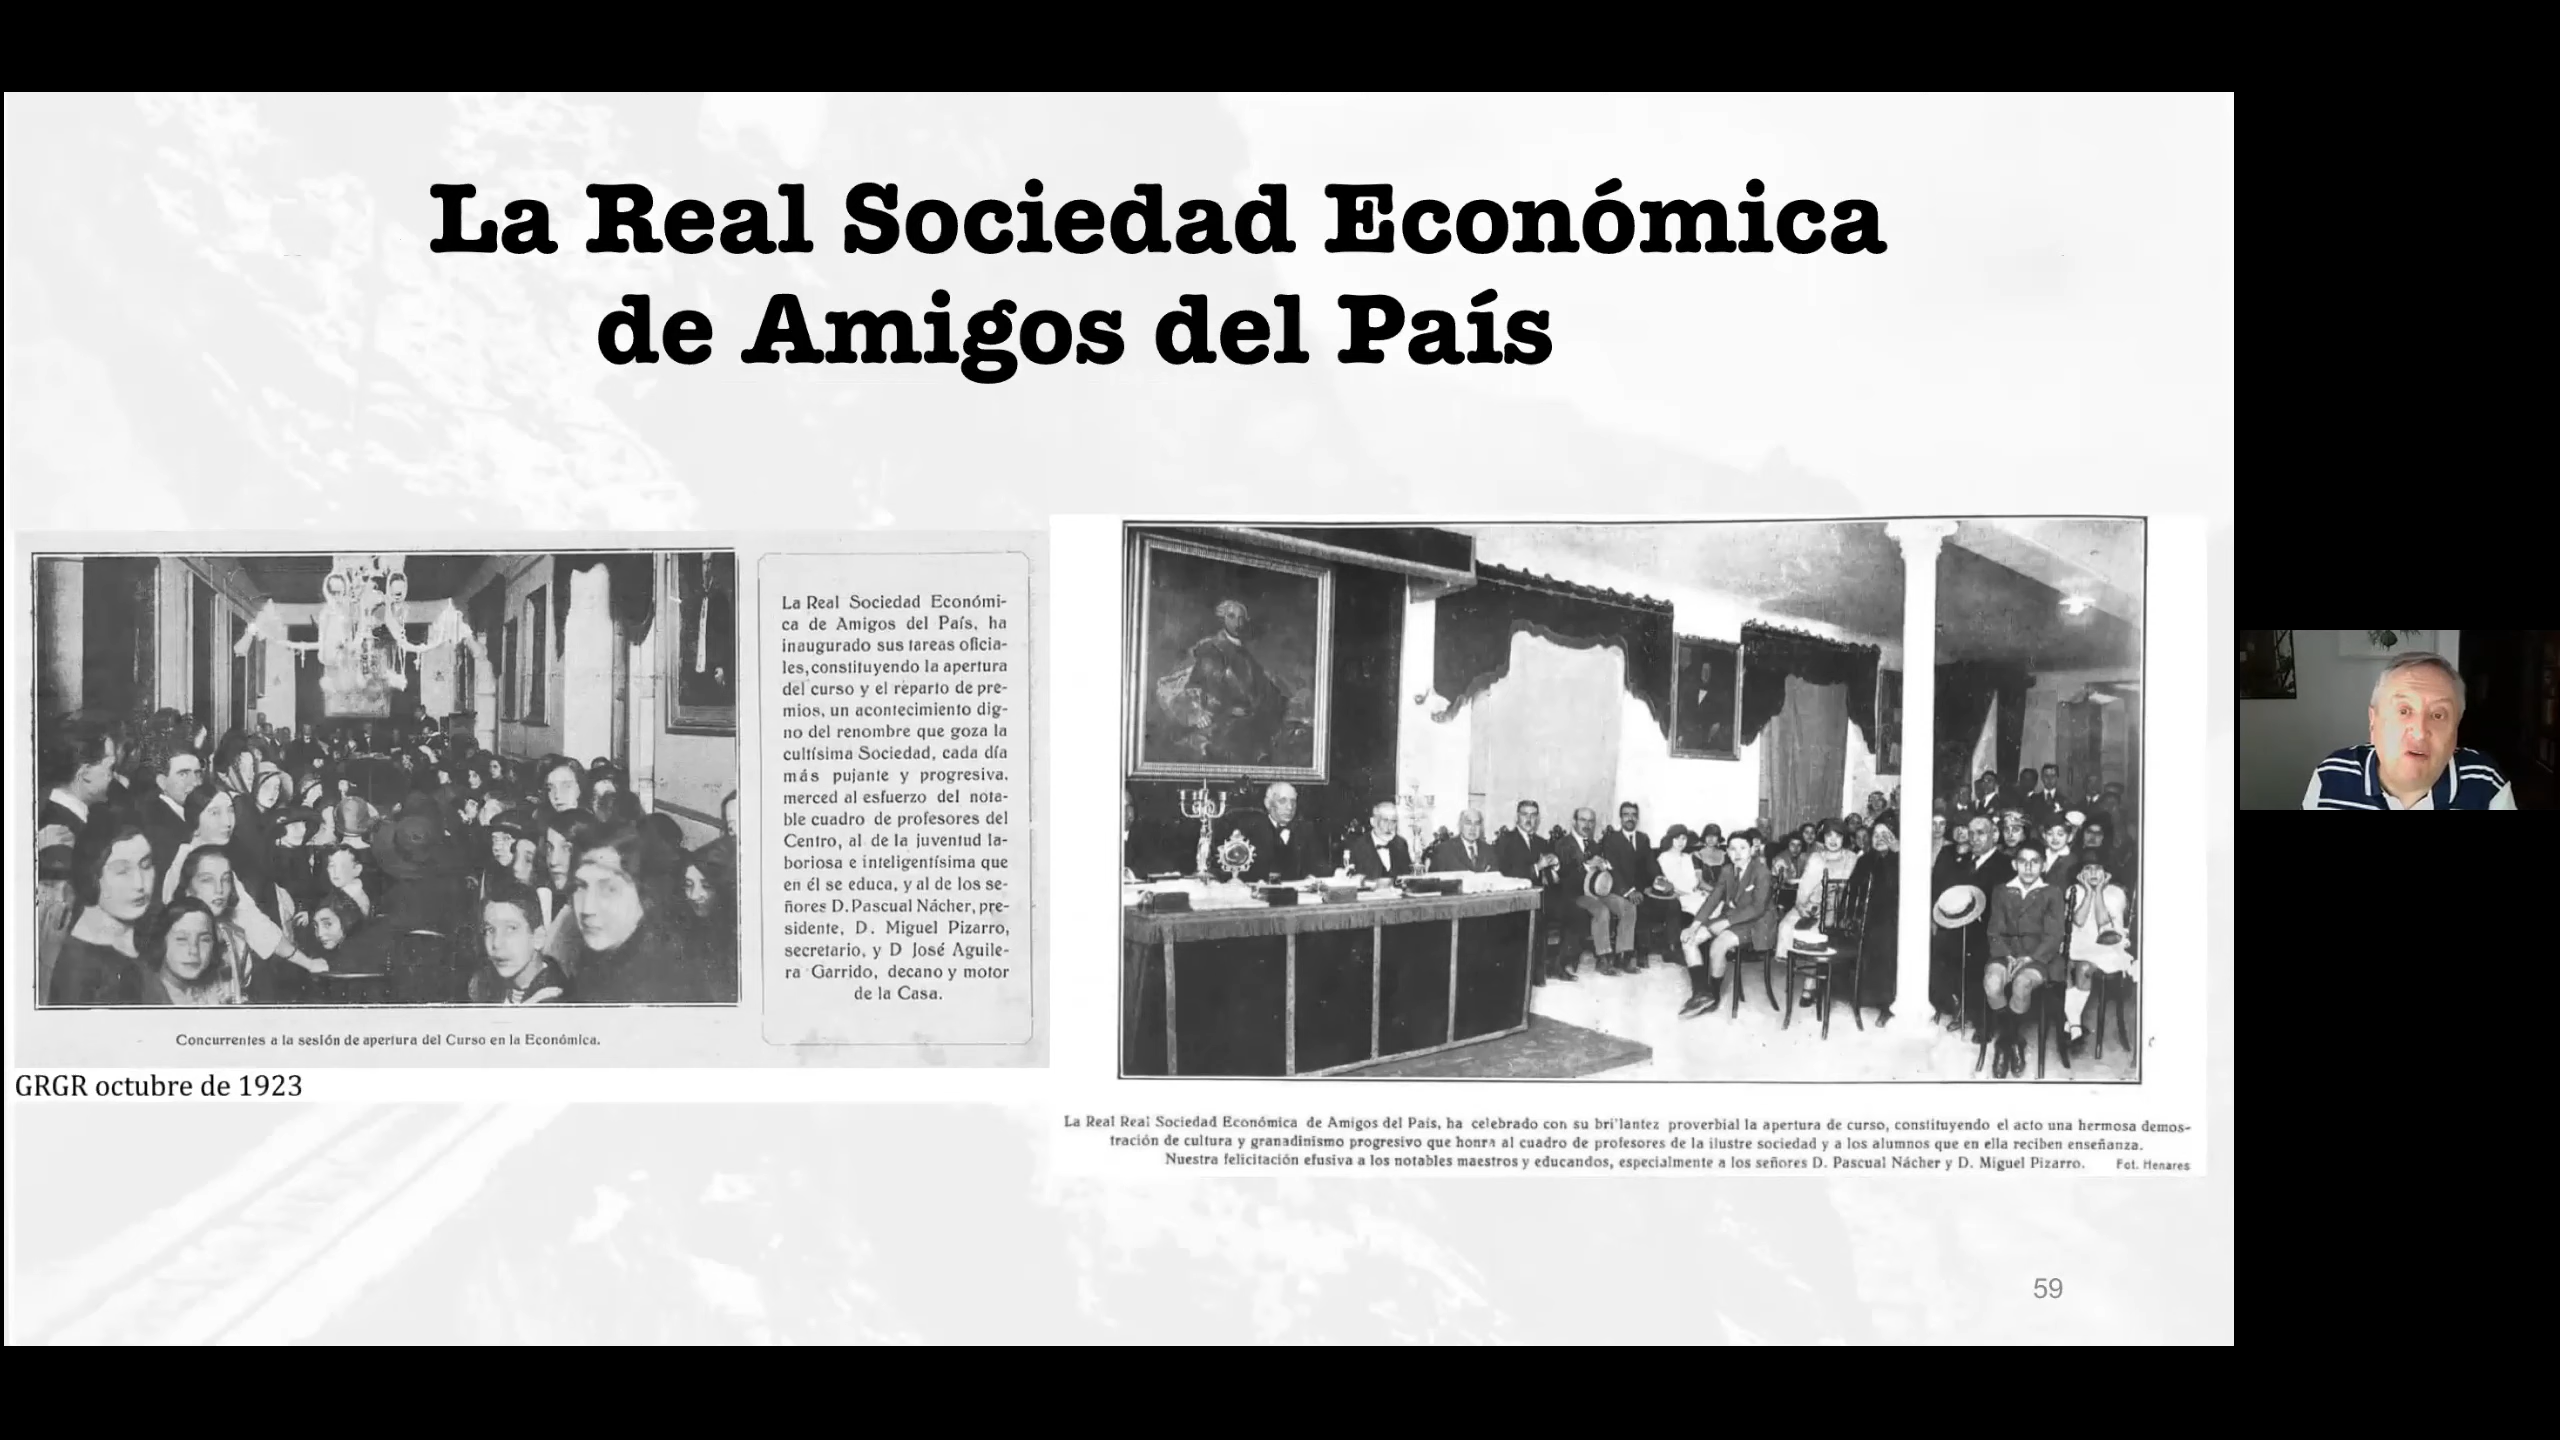 La Real Sociedad Económica
de Amigos del País
La Real Sociedad Económi-
ca de Amigos del País, ha
inaugurado sus tareas oficia-
les, constituyendo la apertura
del curso y el reparto de pre-
mios, un acontecimiento dig-
no del renombre que goza la
cultísima Sociedad, cada día
más pujante y progresiva,
merced al esfuerzo del nota-
ble cuadro de profesores del
Centro, al de la juventud la-
boriosa e inteligentísima que
en él se educa, y al de los se-
ñores D. Pascual Nácher, pre-
sidente, D. Miguel Pizarro,
secretario, y D José Aguile-
ra Garrido, decano y motor
de la Casa.
Concurrentes a la sesión de apertura del Curso en la Económica.
GRGR octubre de 1923
La Real Real Sociedad Económica de Amigos del País, ha celebrado con su bri'lantez proverbial la apertura de curso, constituyendo el acto una hermosa demos-
tración de cultura y granadinismo progresivo que honra al cuadro de profesores de la ilustre sociedad y a los alumnos que en ella reciben enseñanza.
Nuestra felicitación efusiva a los notables maestros y educandos, especialmente a los señores D. Pascual Nácher y D. Miguel Pizarro. Fot. Henares
59